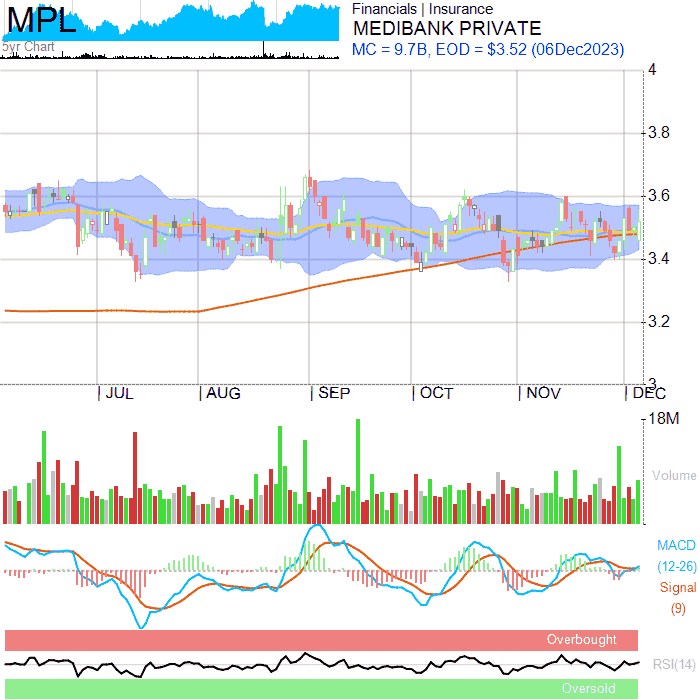 MPL
5yr Chart
Financials | Insurance
MEDIBANK PRIVATE
MC = 9.7B, EOD = $3.52 (06Dec2023)
4
3.8
3.6
3.4
3.2
3
| JUL | AUG | SEP | OCT | NOV | DEC
18M
Volume
MACD
(12-26)
Signal
(9)
Overbought
RSI(14)
Oversold